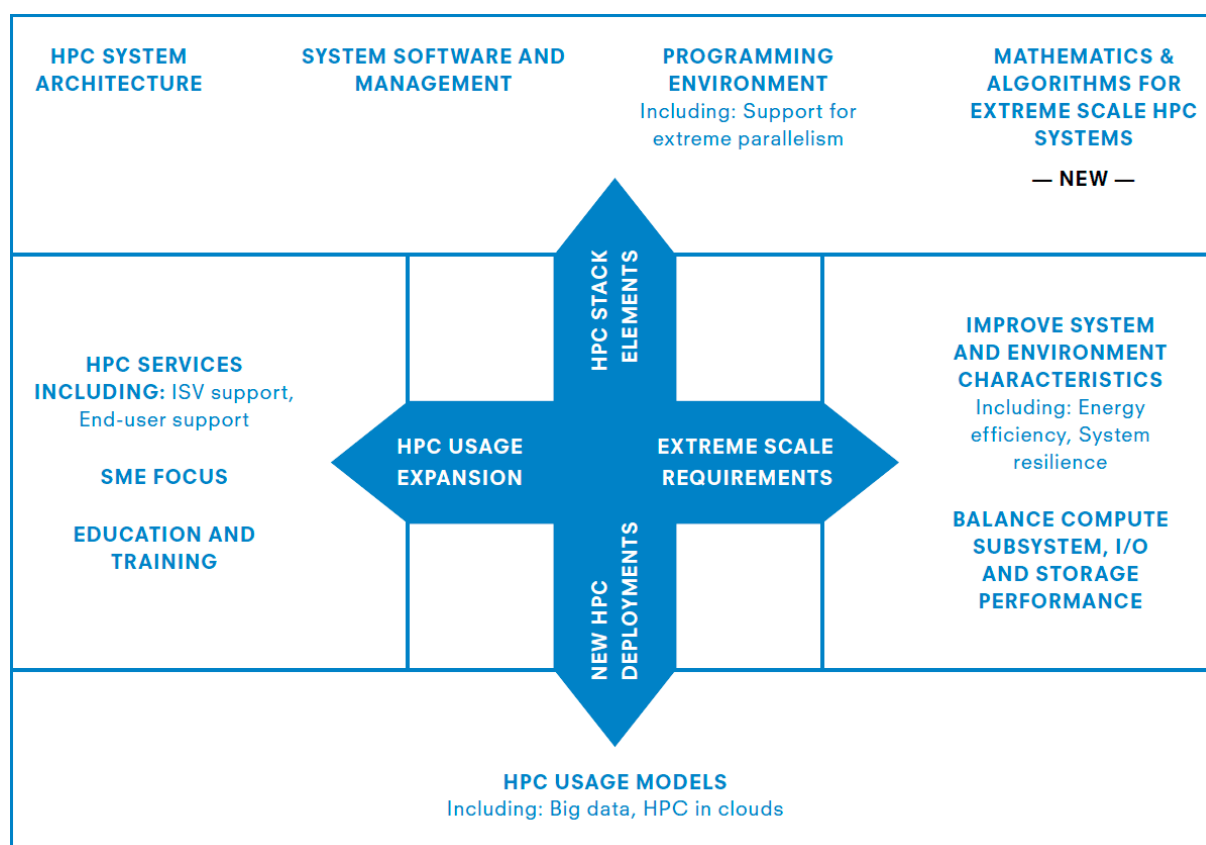 HPC SYSTEM
ARCHITECTURE
SYSTEM SOFTWARE AND
MANAGEMENT
PROGRAMMING
ENVIRONMENT
Including: Support for
extreme parallelism
MATHEMATICS &
ALGORITHMS FOR
EXTREME SCALE HPC
SYSTEMS
— NEW —
HPC STACK
ELEMENTS
HPC SERVICES
INCLUDING: ISV support,
End-user support
SME FOCUS
EDUCATION AND
TRAINING
HPC USAGE
EXPANSION
EXTREME SCALE
REQUIREMENTS
IMPROVE SYSTEM
AND ENVIRONMENT
CHARACTERISTICS
Including: Energy
efficiency, System
resilience
BALANCE COMPUTE
SUBSYSTEM, I/O
AND STORAGE
PERFORMANCE
NEW HPC
DEPLOYMENTS
HPC USAGE MODELS
Including: Big data, HPC in clouds